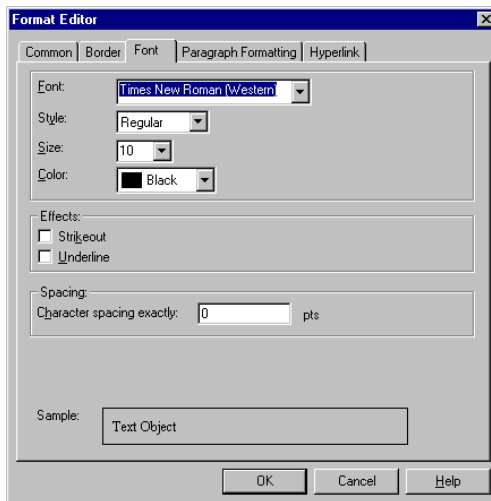 Format Editor
Common Border Font Paragraph Formatting Hyperlink
Font: Times New Roman (Western)
Style: Regular
Size: 10
Color: Black
Effects:
Strikeout
Underline
Spacing:
Character spacing exactly: 0 pts
Sample: Text Object
OK Cancel Help